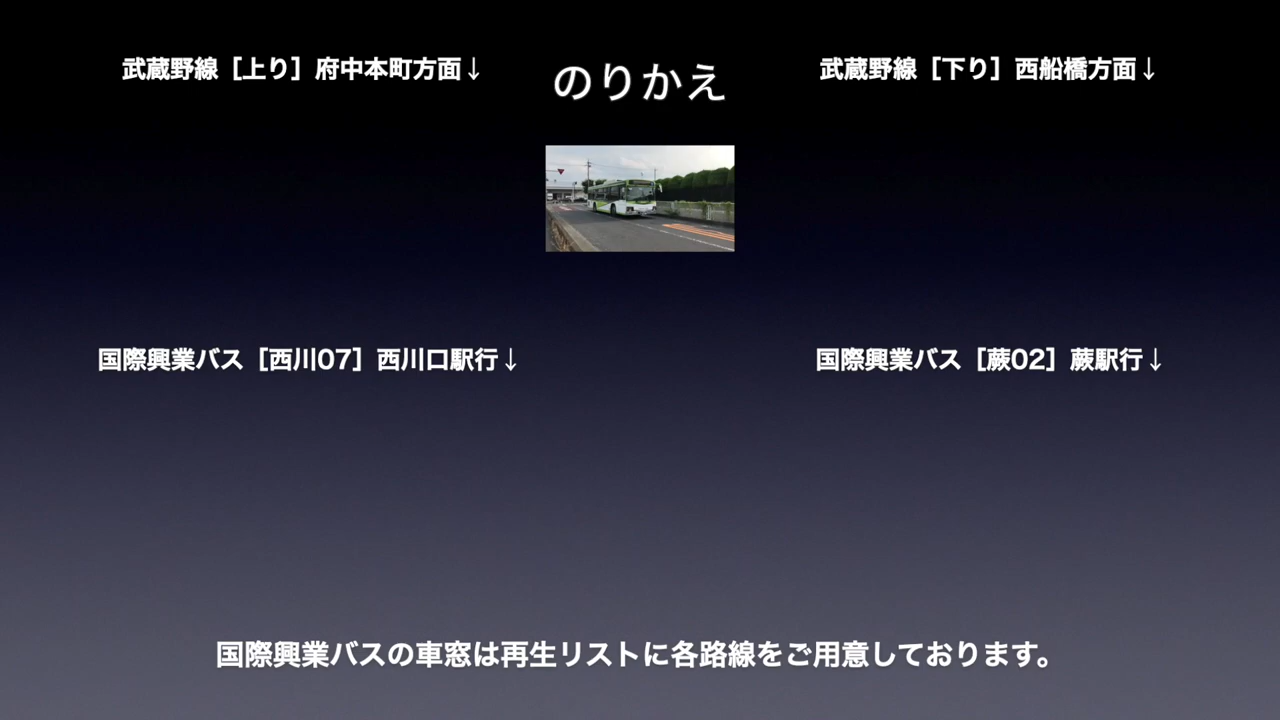 武蔵野線［上り］府中本町方面↓
のりかえ
武蔵野線［下り］西船橋方面↓
国際興業バス［西川07］西川口駅行↓
国際興業バス［蕨02］蕨駅行↓
国際興業バスの車窓は再生リストに各路線をご用意しております。